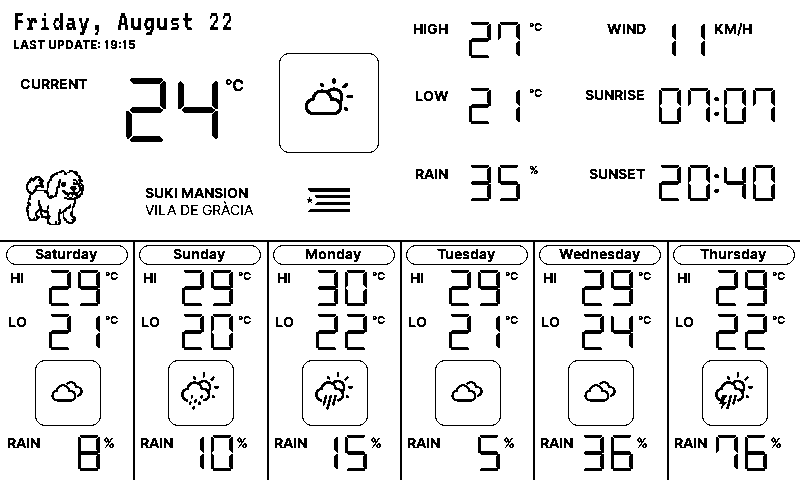 Friday, August 22
LAST UPDATE: 19:15
CURRENT 24 °C
SUKI MANSION
VILA DE GRÀCIA
HIGH 27 °C
LOW 21 °C
RAIN 35 %
WIND 11 KM/H
SUNRISE 07:07
SUNSET 20:40
Saturday
HI 29 °C
LO 21 °C
RAIN 8 %
Sunday
HI 29 °C
LO 20 °C
RAIN 10 %
Monday
HI 30 °C
LO 22 °C
RAIN 15 %
Tuesday
HI 29 °C
LO 21 °C
RAIN 5 %
Wednesday
HI 29 °C
LO 24 °C
RAIN 36 %
Thursday
HI 29 °C
LO 22 °C
RAIN 76 %